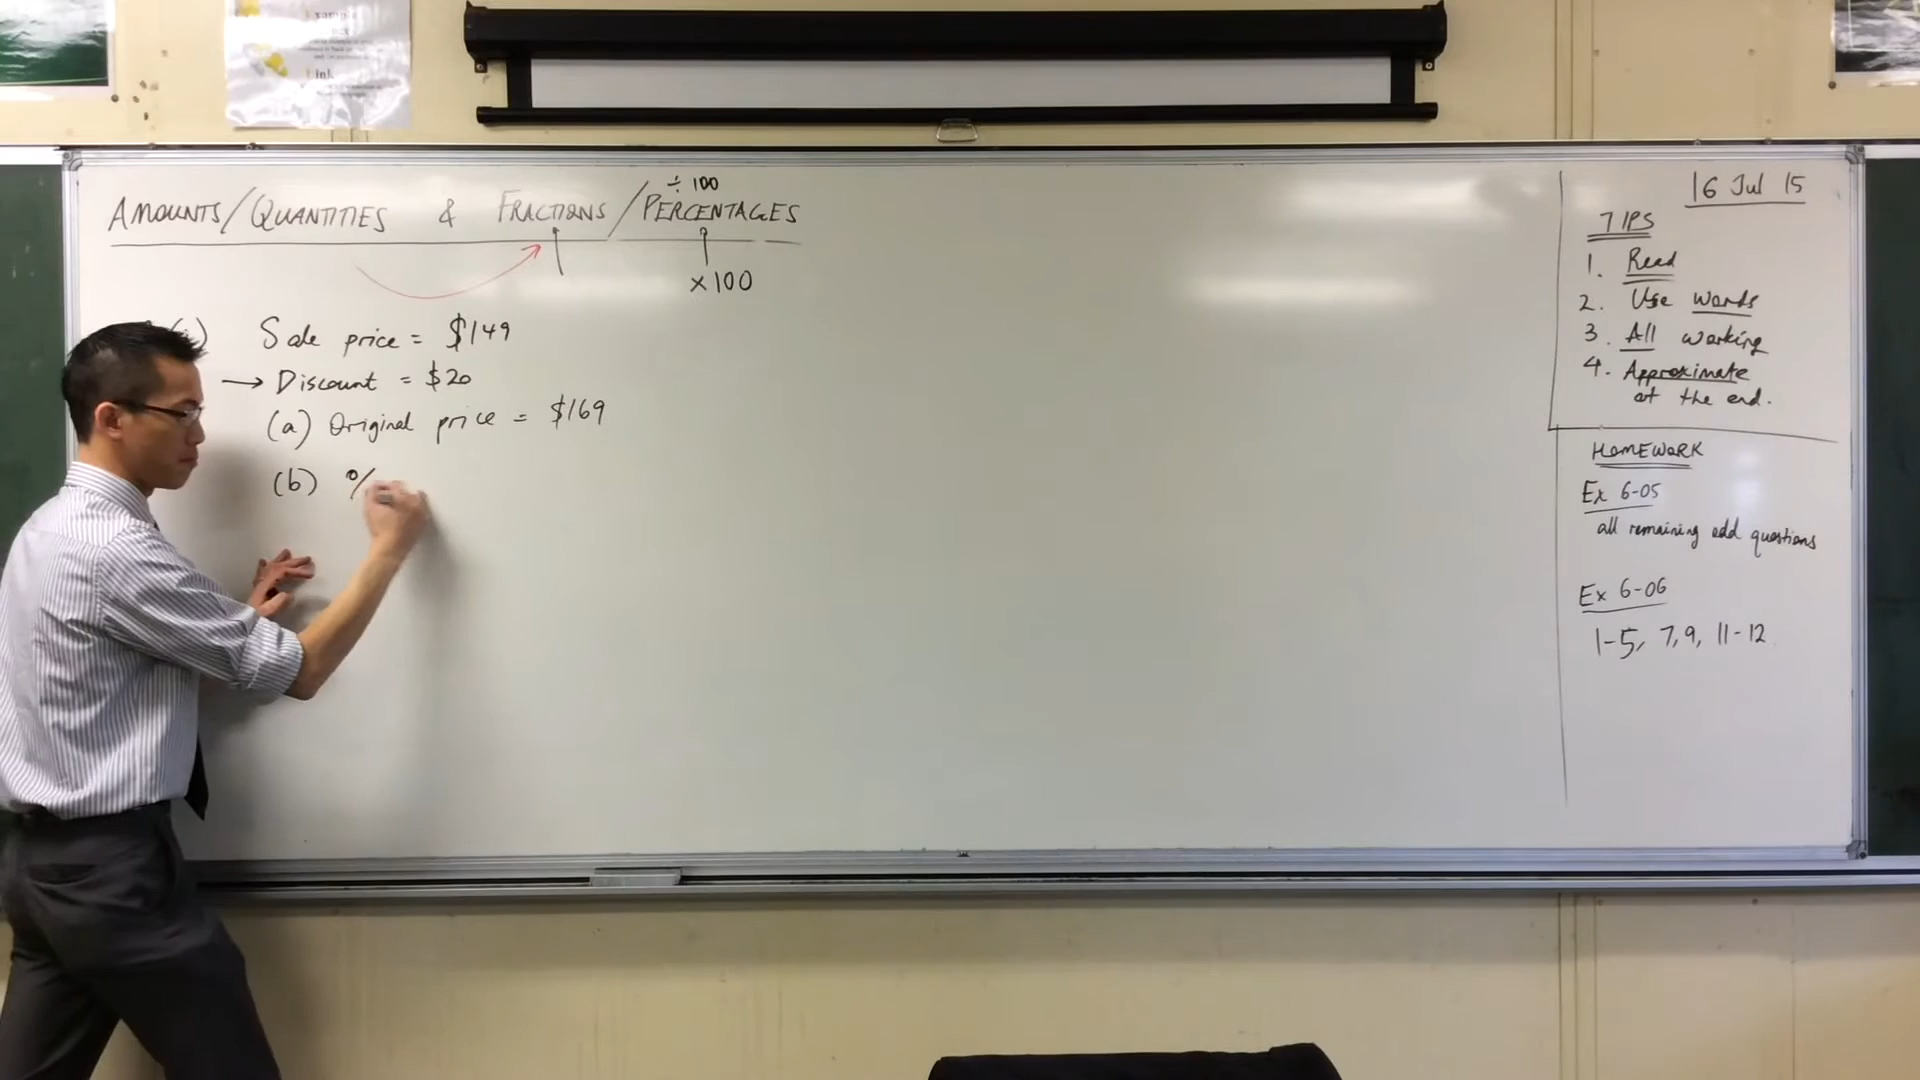 ÷ 100
AMOUNTS/QUANTITIES & FRACTIONS/PERCENTAGES
×100
Sale price = $149
→ Discount = $20
(a) Original price = $169
(b) %
16 Jul 15
TIPS
1. Read
2. Use words
3. All working
4. Approximate
at the end.
HOMEWORK
Ex 6-05
all remaining odd questions
Ex 6-06
1-5, 7, 9, 11-12